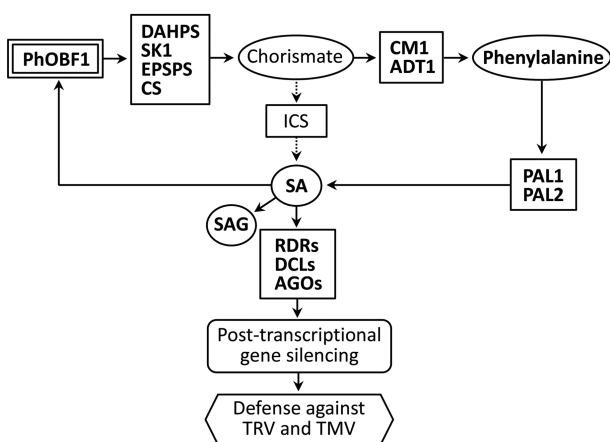 PhOBF1
DAHPS
SK1
EPSPS
CS
Chorismate
CM1
ADT1
Phenylalanine
ICS
SA
PAL1
PAL2
SAG
RDRs
DCLs
AGOs
Post-transcriptional
gene silencing
Defense against
TRV and TMV